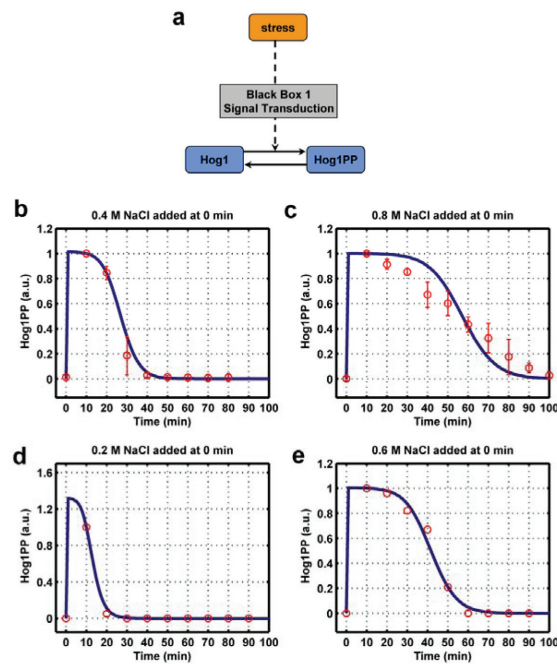 a
stress
Black Box 1
Signal Transduction
Hog1
Hog1PP
b
0.4 M NaCl added at 0 min
Hog1PP (a.u.)
1.2
1
0.8
0.6
0.4
0.2
0
0 10 20 30 40 50 60 70 80 90 100
Time (min)
c
0.8 M NaCl added at 0 min
Hog1PP (a.u.)
1.2
1
0.8
0.6
0.4
0.2
0
0 10 20 30 40 50 60 70 80 90 100
Time (min)
d
0.2 M NaCl added at 0 min
Hog1PP (a.u.)
1.6
1.2
0.8
0.4
0
0 10 20 30 40 50 60 70 80 90 100
Time (min)
e
0.6 M NaCl added at 0 min
Hog1PP (a.u.)
1.2
1
0.8
0.6
0.4
0.2
0
0 10 20 30 40 50 60 70 80 90 100
Time (min)